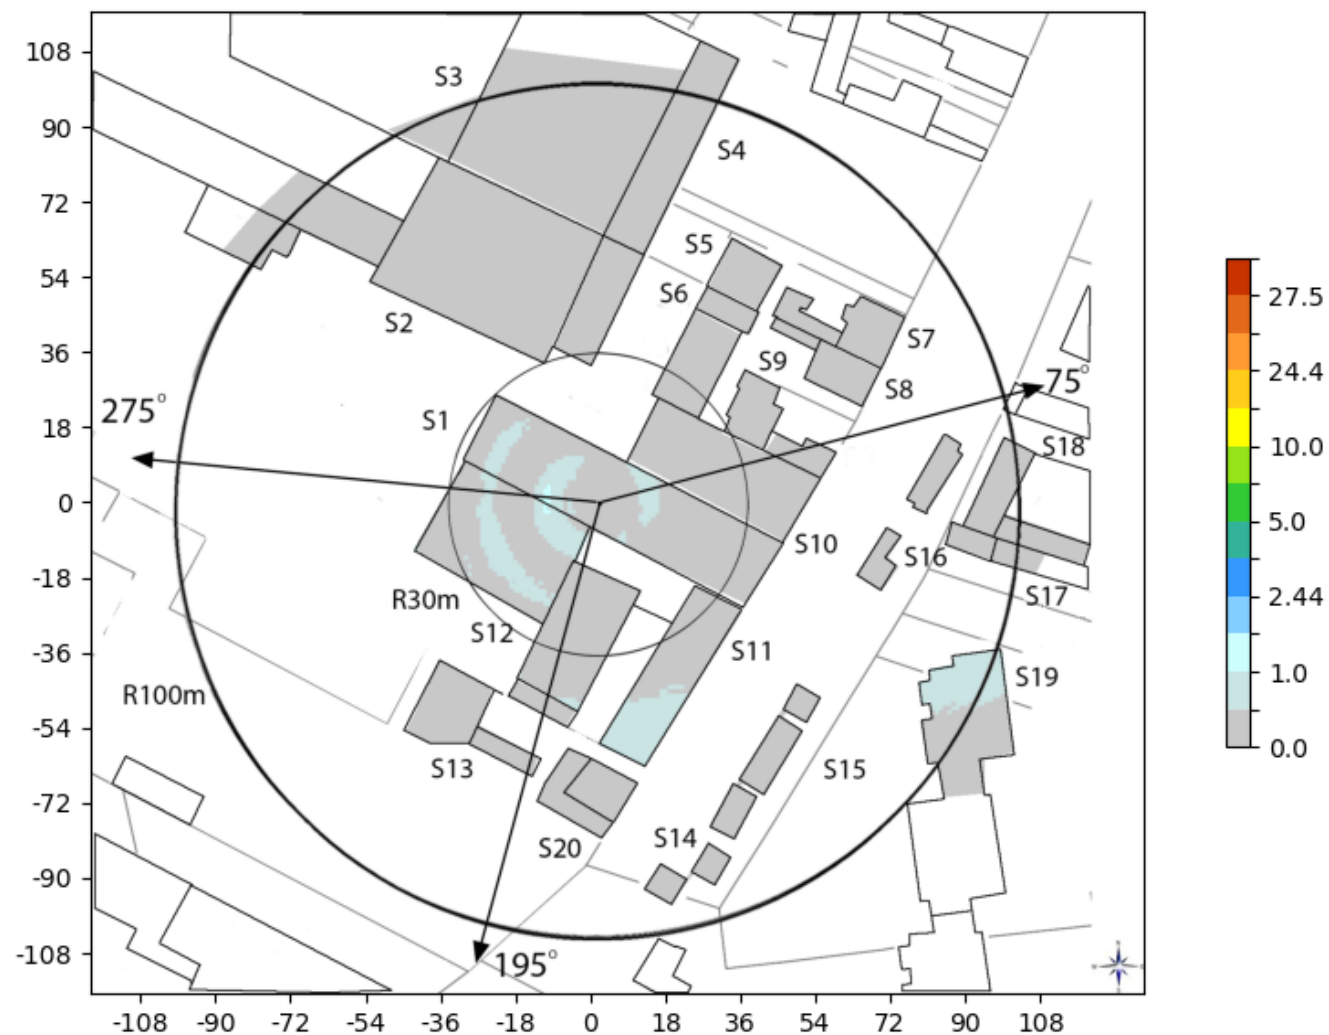 108
90
72
54
36
18
0
-18
-36
-54
-72
-90
-108
S3
S4
S5
S6
S2
S7
S9
S8
275°
75°
S1
S18
S10
S16
R30m
S17
S12
S11
S19
R100m
S13
S15
S14
S20
195°
-108 -90 -72 -54 -36 -18 0 18 36 54 72 90 108
27.5
24.4
10.0
5.0
2.44
1.0
0.0